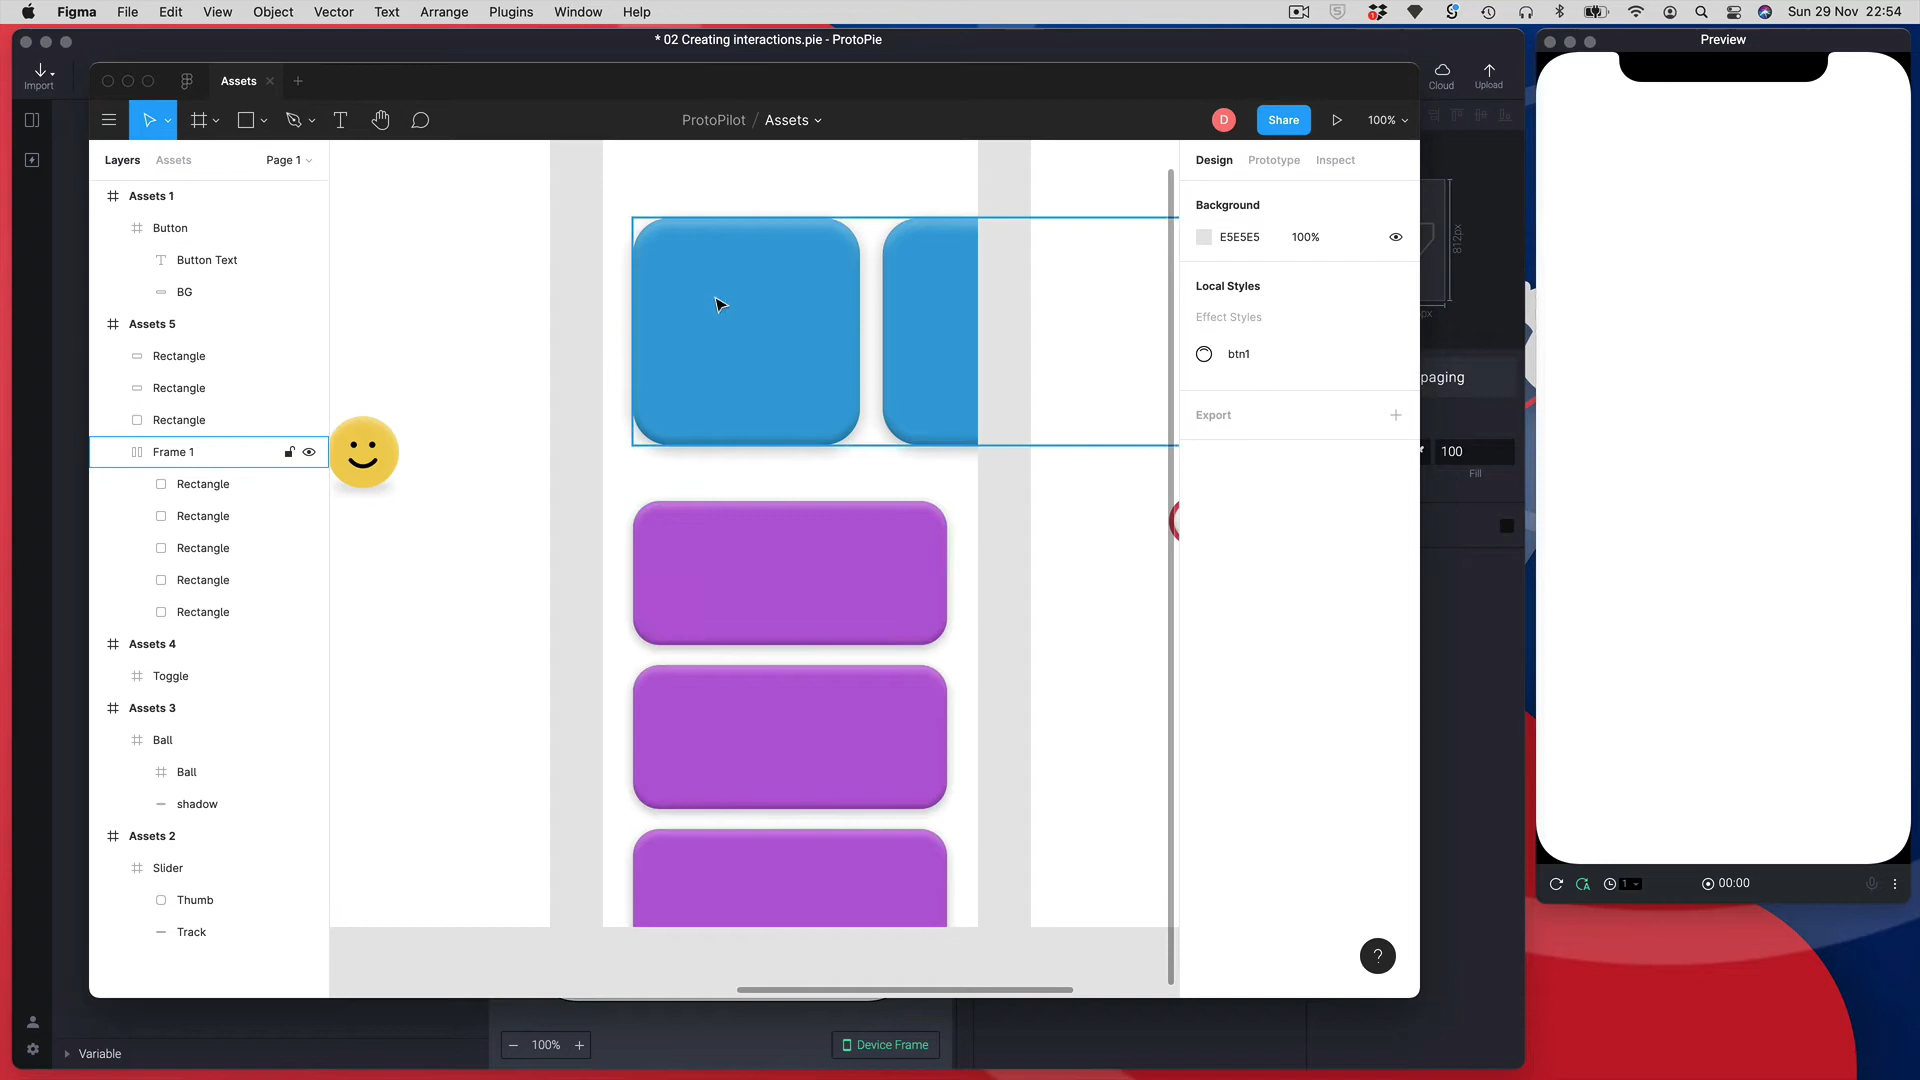 Figma File Edit View Object Vector Text Arrange Plugins Window Help
Sun 29 Nov 22:54
* 02 Creating interactions.pie - ProtoPie
Preview
Import
Cloud
Upload
Assets
ProtoPilot / Assets
D
Share
100%
Layers Assets Page 1
Design Prototype Inspect
Assets 1
Button
Button Text
BG
Assets 5
Rectangle
Rectangle
Rectangle
Frame 1
Rectangle
Rectangle
Rectangle
Rectangle
Rectangle
Assets 4
Toggle
Assets 3
Ball
Ball
shadow
Assets 2
Slider
Thumb
Track
Background
E5E5E5 100%
Local Styles
Effect Styles
btn1
Export
812px
px
paging
100
Fill
?
1
00:00
Variable
100%
Device Frame